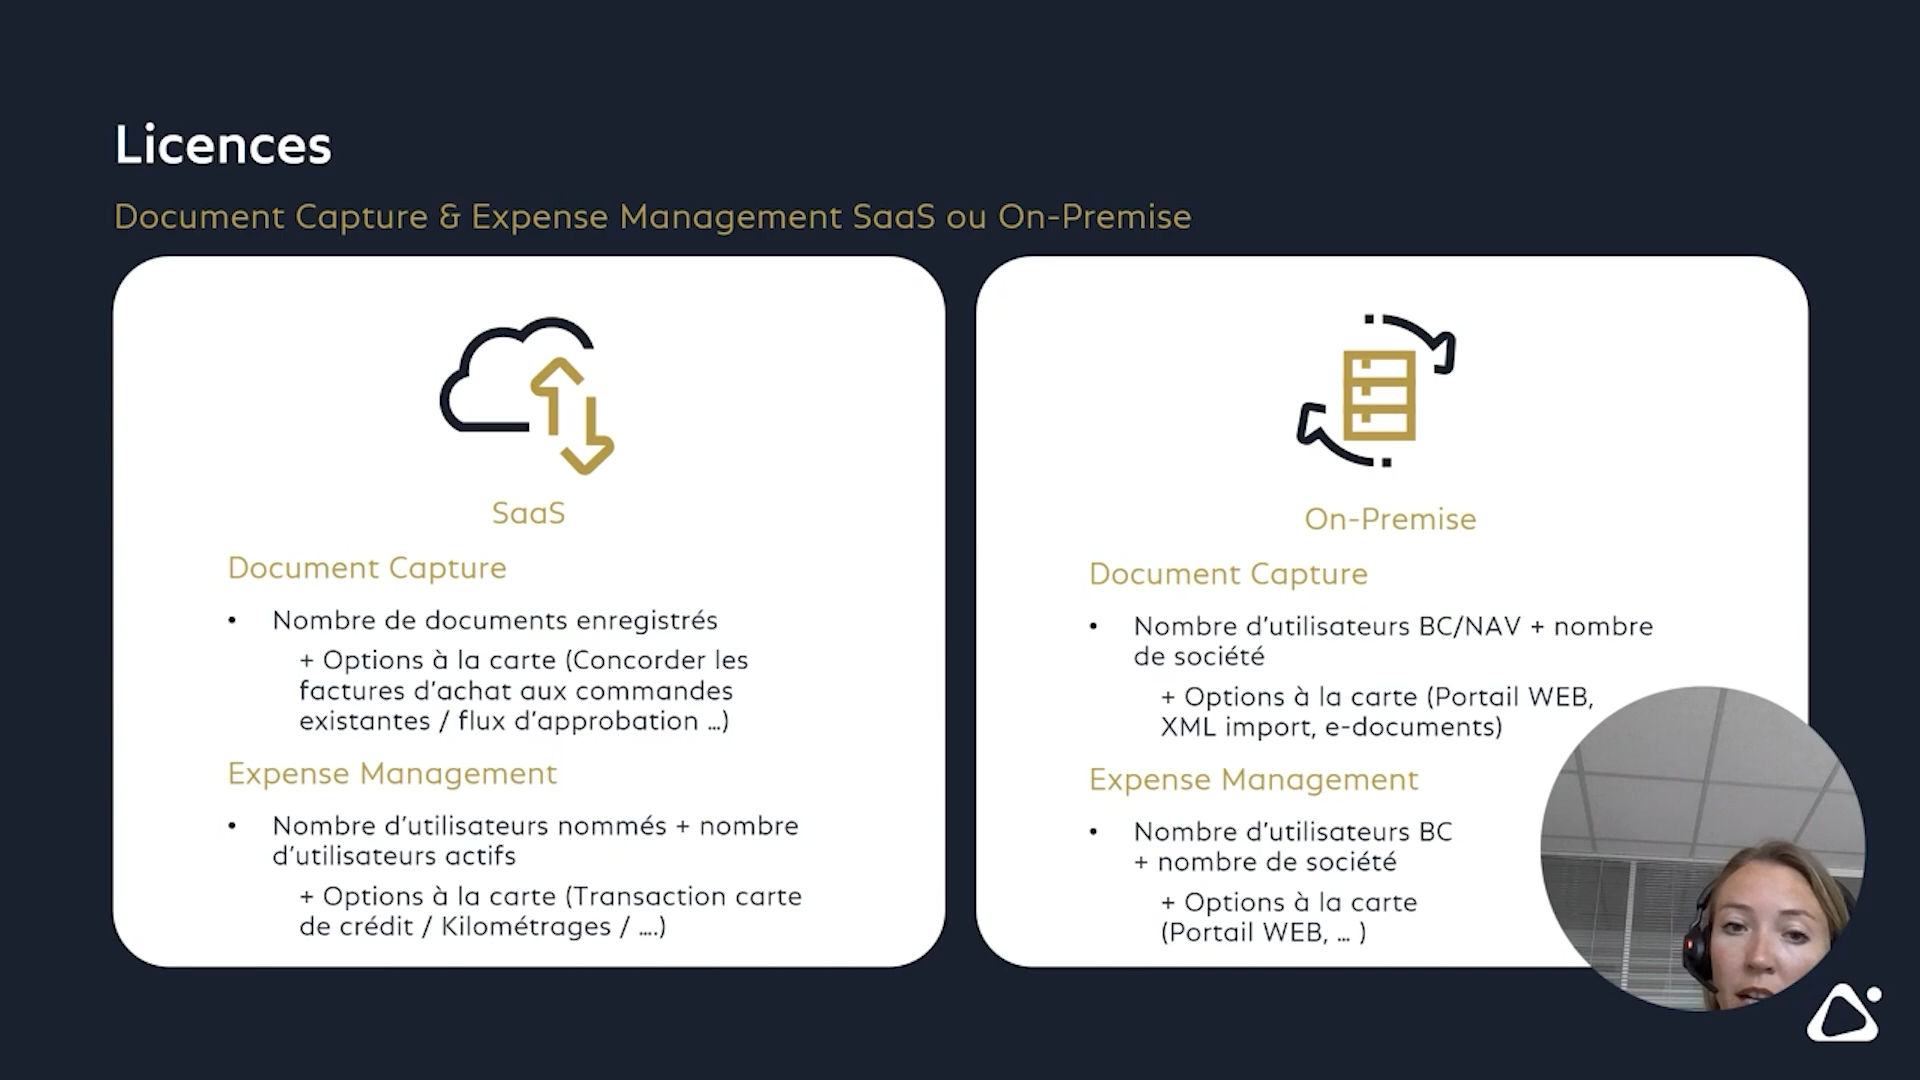 Licences
Document Capture & Expense Management SaaS ou On-Premise
SaaS
Document Capture
• Nombre de documents enregistrés
+ Options à la carte (Concorder les
factures d'achat aux commandes
existantes / flux d'approbation ...)
Expense Management
• Nombre d'utilisateurs nommés + nombre
d'utilisateurs actifs
+ Options à la carte (Transaction carte
de crédit / Kilométrages / ....)
On-Premise
Document Capture
• Nombre d'utilisateurs BC/NAV + nombre
de société
+ Options à la carte (Portail WEB,
XML import, e-documents)
Expense Management
• Nombre d'utilisateurs BC
+ nombre de société
+ Options à la carte
(Portail WEB, ... )